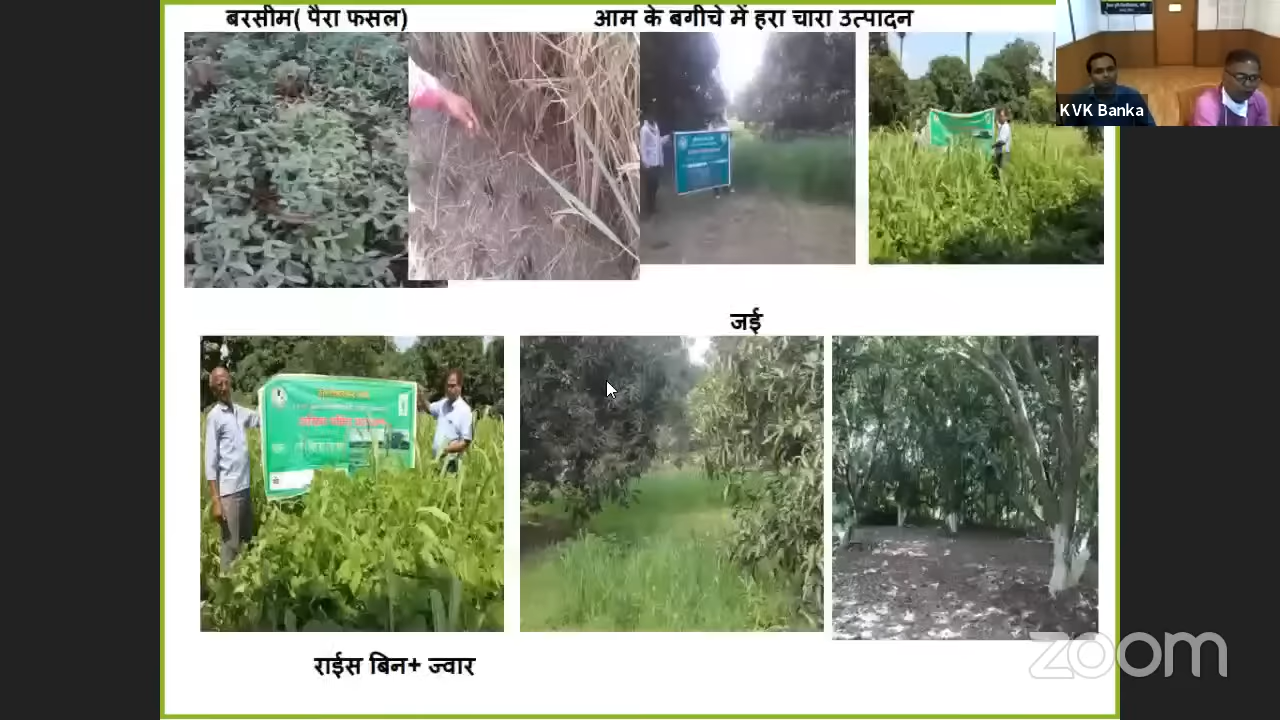 बरसीम( पैरा फसल)
आम के बगीचे में हरा चारा उत्पादन
KVK Banka
जई
राईस बिन+ ज्वार
zoom